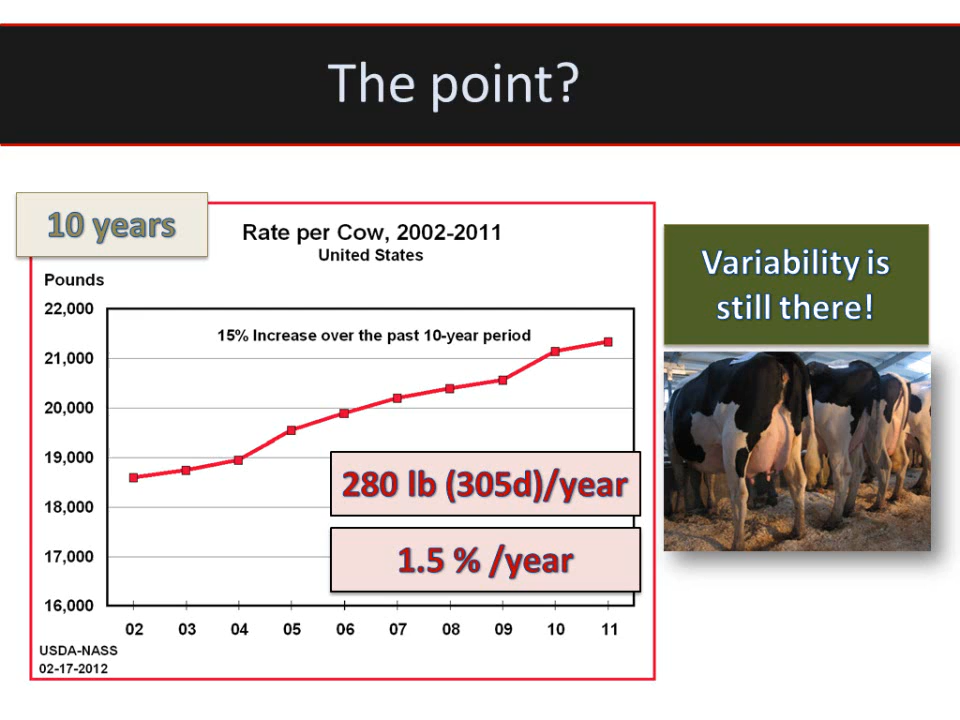 The point?
10 years
Rate per Cow, 2002-2011
United States
Pounds
22,000
15% Increase over the past 10-year period
21,000
20,000
19,000
18,000
17,000
16,000
280 lb (305d)/year
1.5 % /year
02 03 04 05 06 07 08 09 10 11
USDA-NASS
02-17-2012
Variability is
still there!